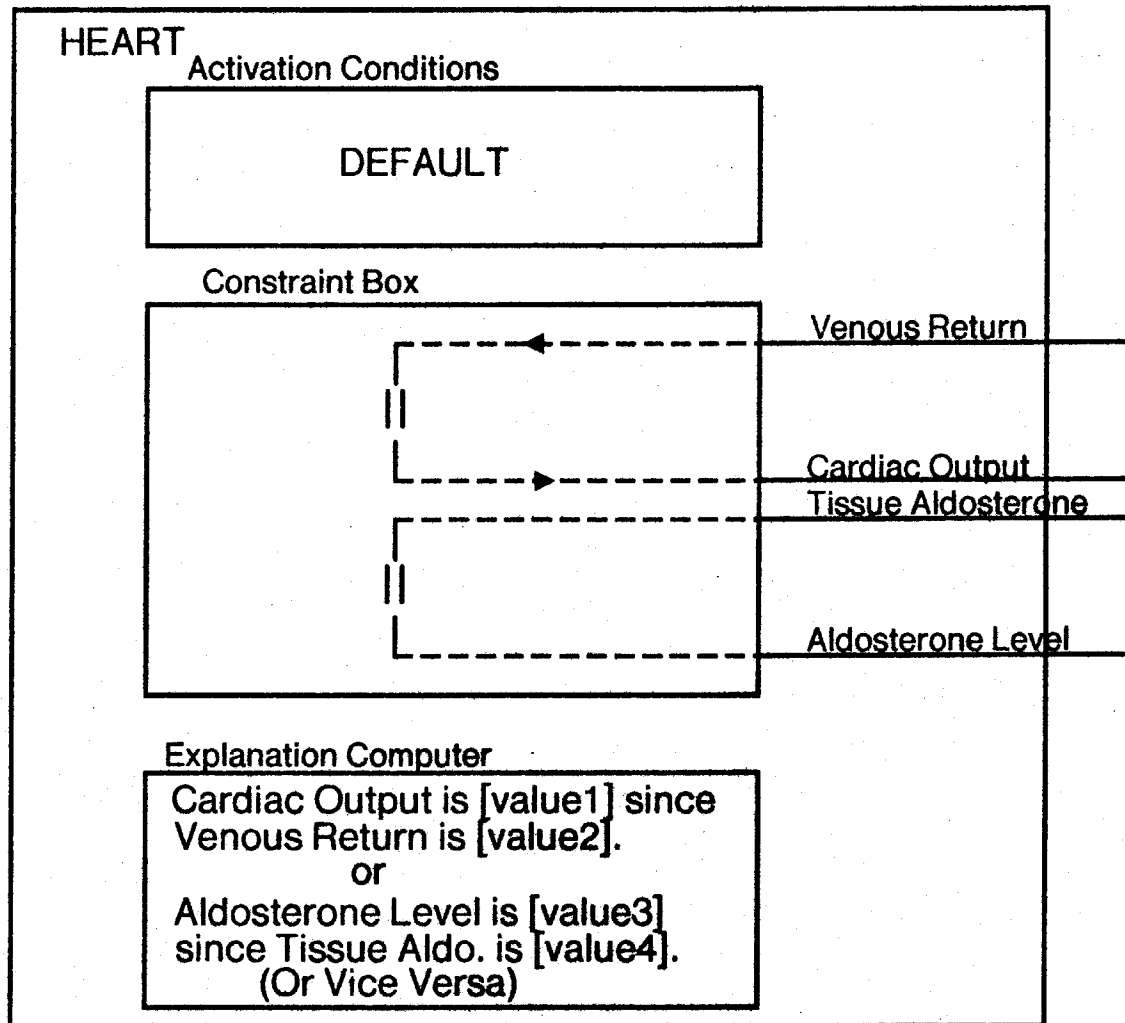 HEART
Activation Conditions
DEFAULT
Constraint Box
Venous Return
Cardiac Output
Tissue Aldosterone
Aldosterone Level
Explanation Computer
Cardiac Output is [value1] since
Venous Return is [value2].
or
Aldosterone Level is [value3]
since Tissue Aldo. is [value4].
(Or Vice Versa)